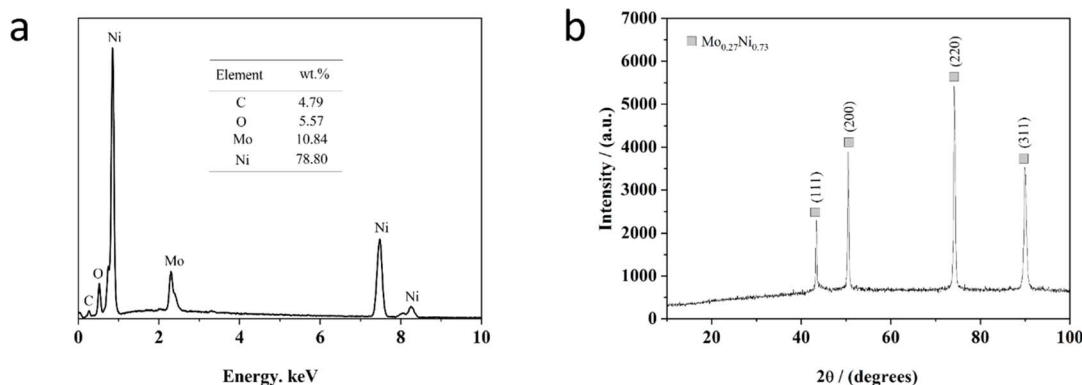 a
Ni
Element wt.%
C 4.79
O 5.57
Mo 10.84
Ni 78.80
Ni
Mo
O
C
Ni
0 2 4 6 8 10
Energy. keV
b
7000
6000
5000
4000
3000
2000
1000
0
Intensity / (a.u.)
Mo0.27Ni0.73
(111)
(200)
(220)
(311)
20 40 60 80 100
2θ / (degrees)